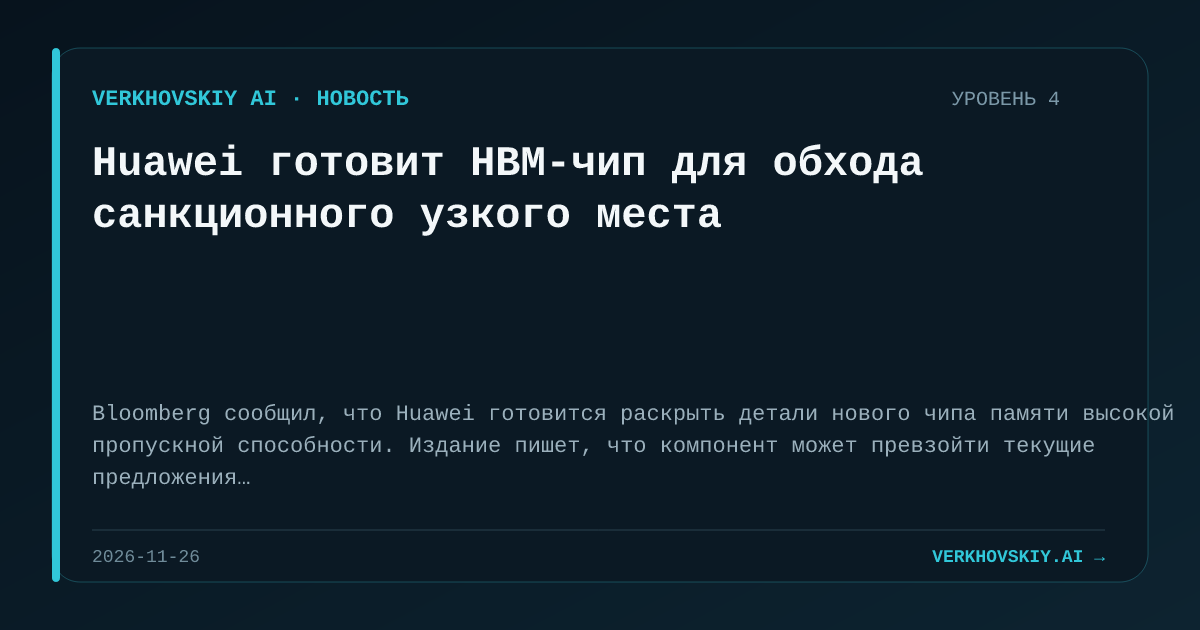 VERKHOVSKIY AI · НОВОСТЬ
УРОВЕНЬ 4
Huawei готовит HBM-чип для обхода
санкционного узкого места
Bloomberg сообщил, что Huawei готовится раскрыть детали нового чипа памяти высокой
пропускной способности. Издание пишет, что компонент может превзойти текущие
предложения…
2026-11-26
VERKHOVSKIY.AI →